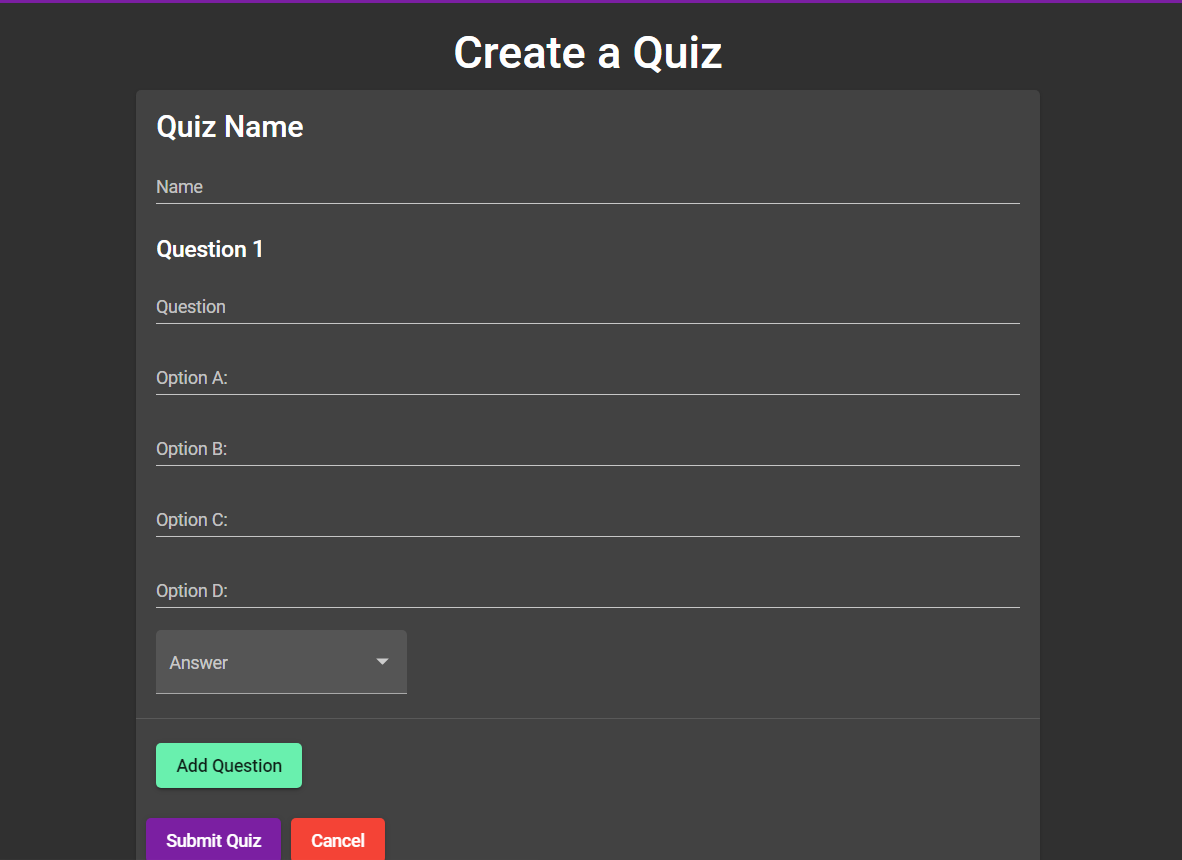 Create a Quiz
Quiz Name
Name
Question 1
Question
Option A:
Option B:
Option C:
Option D:
Answer
Add Question
Submit Quiz Cancel